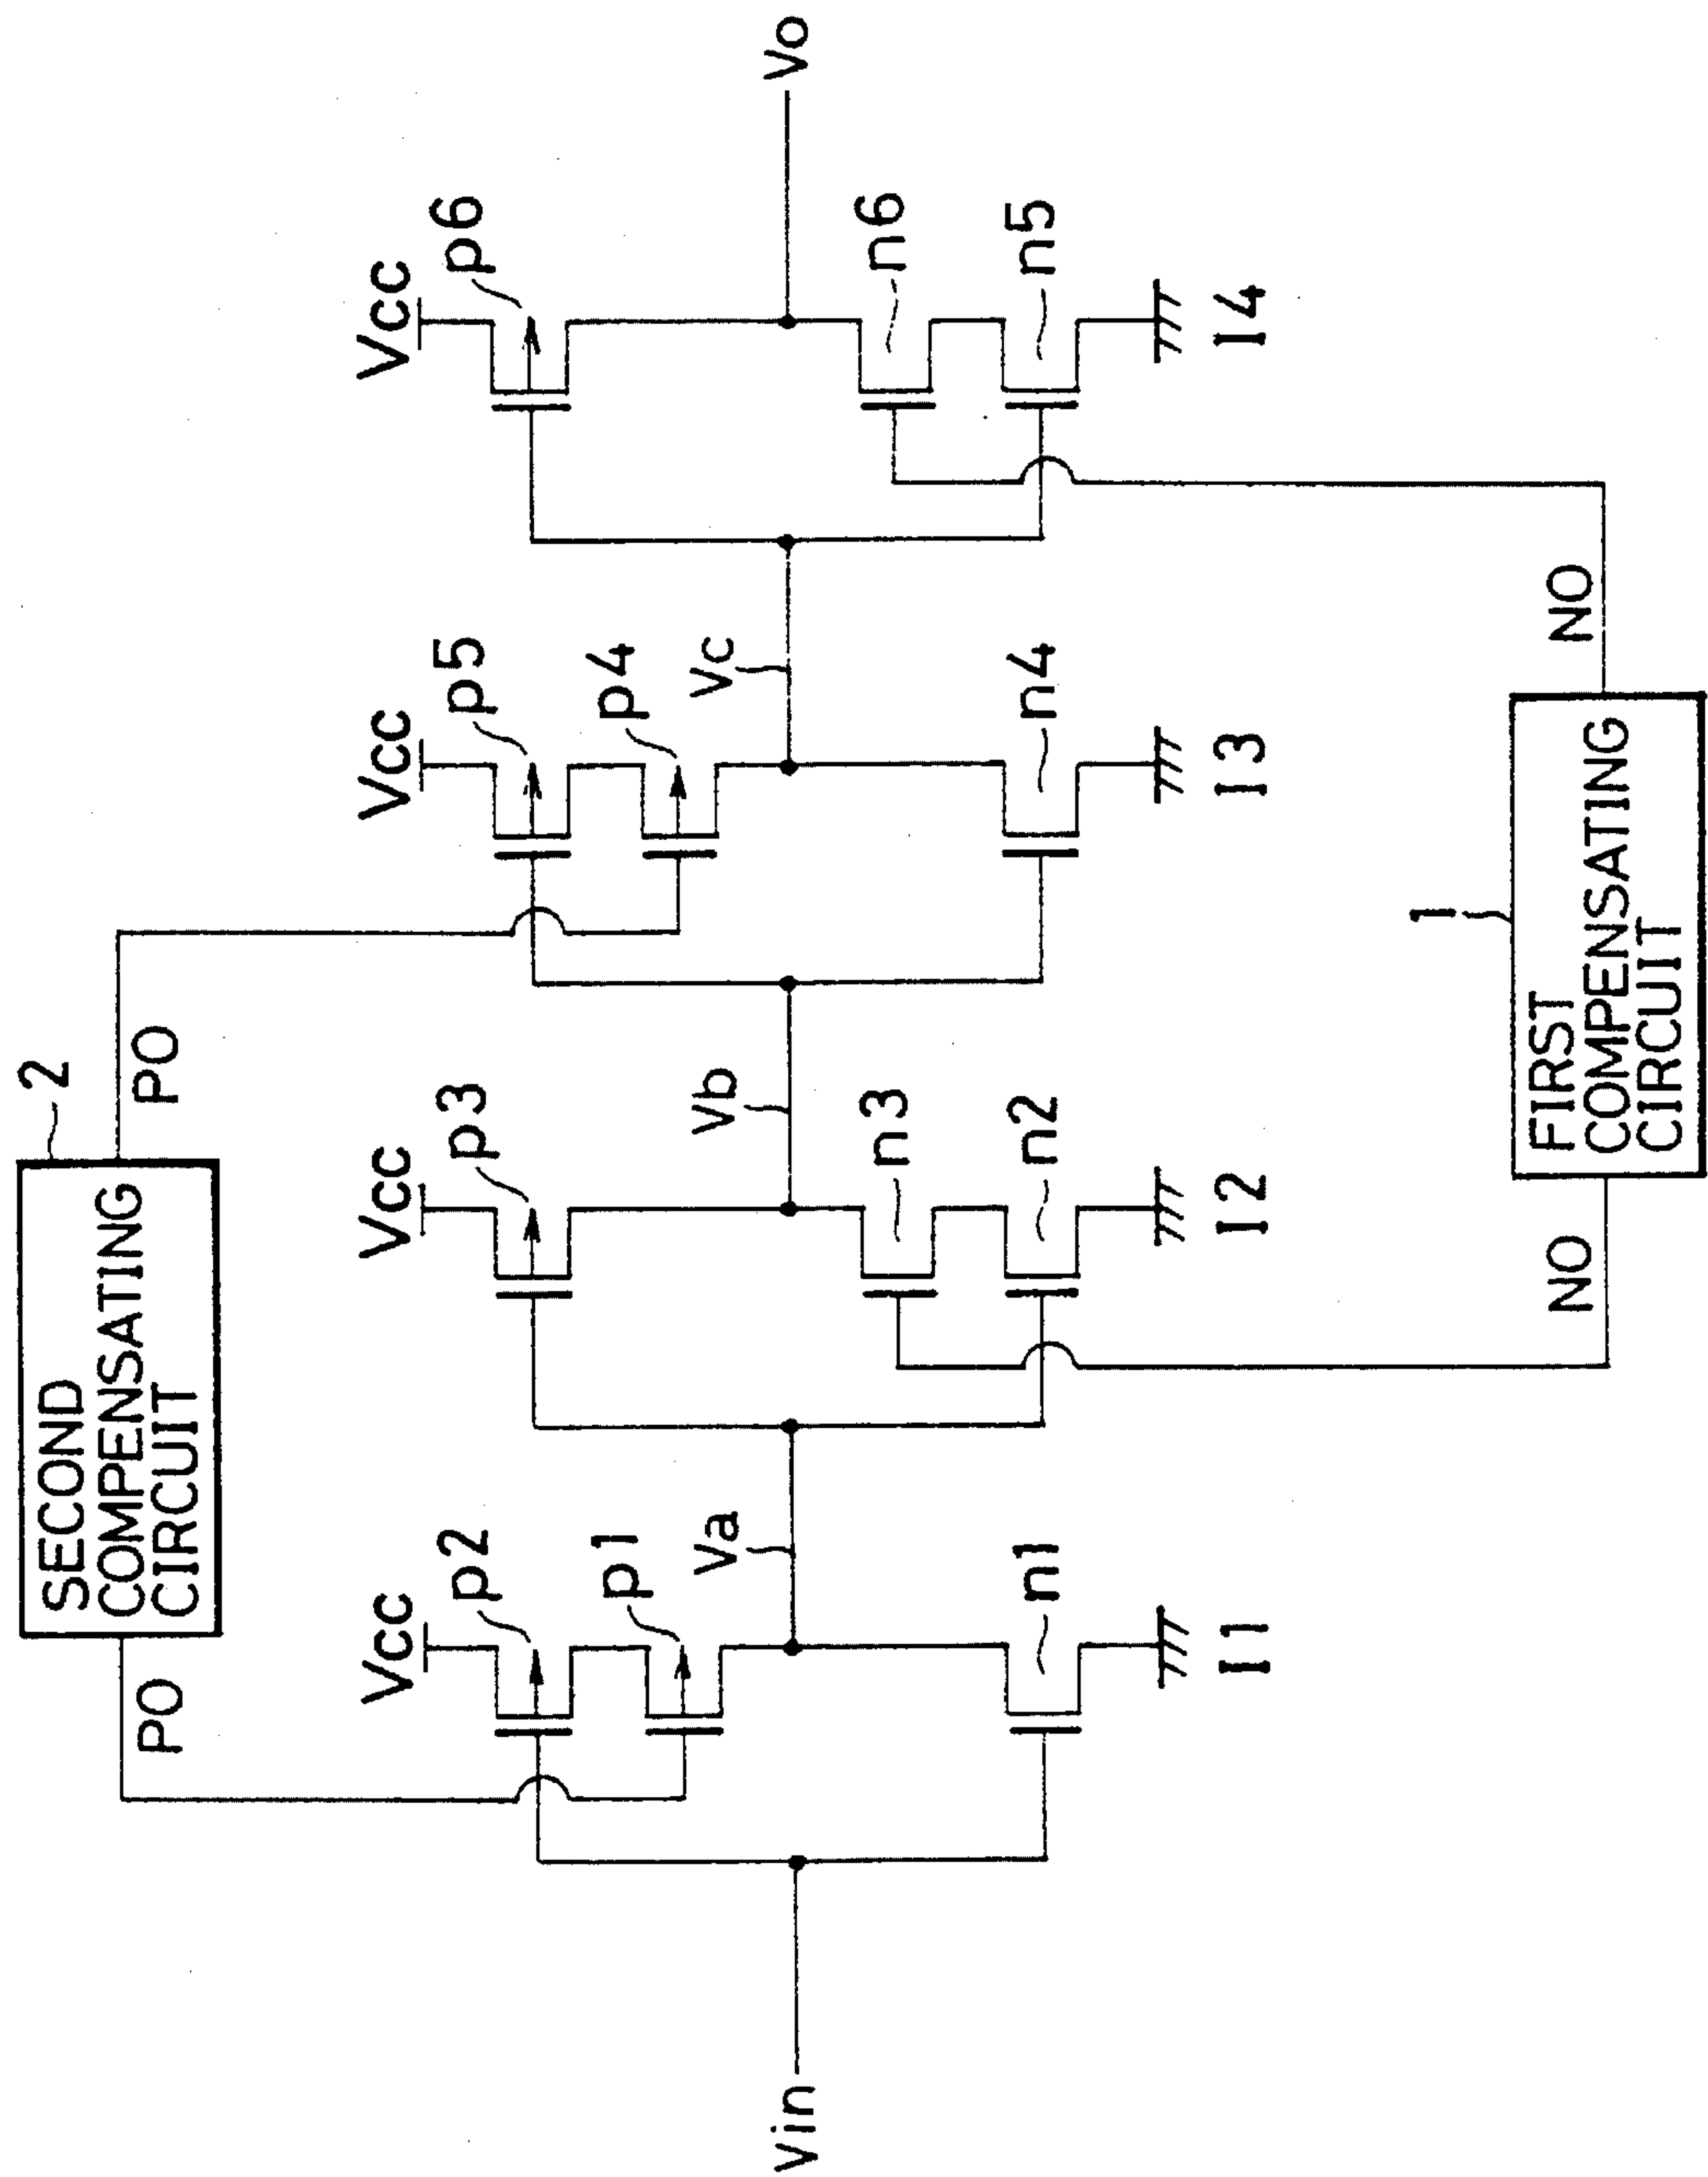 SECOND
COMPENSATING
CIRCUIT
2
PO
PO
Vcc
Vcc
Vcc
Vcc
p2
p3
p5
p6
p1
p4
Va
Vb
Vc
Vin
Vo
n3
n6
n1
n2
n4
n5
I1
I2
I3
I4
1
NO
NO
FIRST
COMPENSATING
CIRCUIT